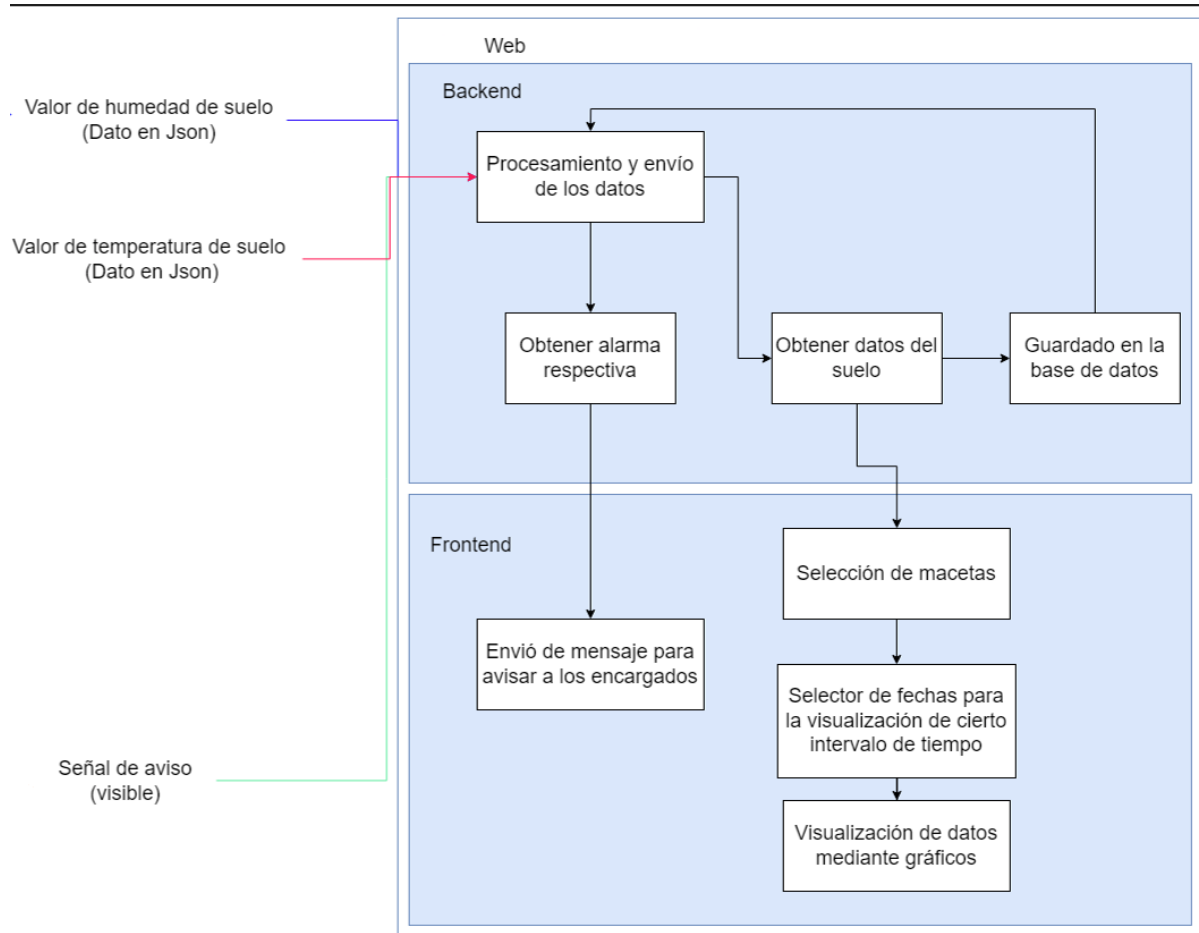 Web
Backend
Valor de humedad de suelo
(Dato en Json)
Procesamiento y envío
de los datos
Valor de temperatura de suelo
(Dato en Json)
Obtener alarma
respectiva
Obtener datos del
suelo
Guardado en la
base de datos
Frontend
Selección de macetas
Envió de mensaje para
avisar a los encargados
Selector de fechas para
la visualización de cierto
intervalo de tiempo
Señal de aviso
(visible)
Visualización de datos
mediante gráficos